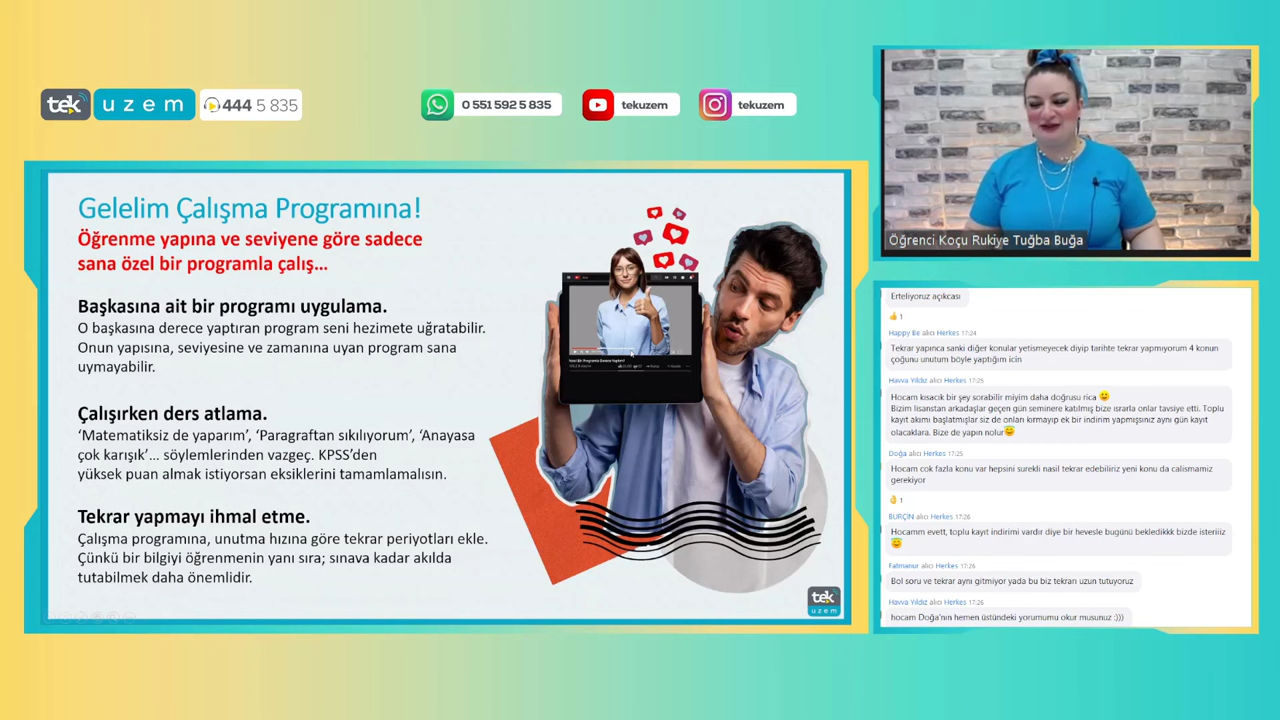 tek uzem 444 5 835
0 551 592 5 835
tekuzem
tekuzem
Gelelim Çalışma Programına!
Öğrenme yapına ve seviyene göre sadece
sana özel bir programla çalış...
Başkasına ait bir programı uygulama.
O başkasına derece yaptıran program seni hezimete uğratabilir.
Onun yapısına, seviyesine ve zamanına uyan program sana
uymayabilir.
Çalışırken ders atlama.
‘Matematiksiz de yaparım’, ‘Paragraftan sıkılıyorum’, ‘Anayasa
çok karışık’... söylemlerinden vazgeç. KPSS’den
yüksek puan almak istiyorsan eksiklerini tamamlamalısın.
Tekrar yapmayı ihmal etme.
Çalışma programına, unutma hızına göre tekrar periyotları ekle.
Çünkü bir bilgiyi öğrenmenin yanı sıra; sınava kadar akılda
tutabilmek daha önemlidir.
tek
uzem
Öğrenci Koçu Rukiye Tuğba Buğa
Erteliyoruz açıkcası
1
Happy Be alıcı Herkes 17:24
Tekrar yapınca sanki diğer konular yetismeyecek diyip tarihte tekrar yapmıyorum 4 konun
çoğunu unutum böyle yaptığım icin
Havva Yıldız alıcı Herkes 17:25
Hocam kısacık bir şey sorabilir miyim daha doğrusu rica
Bizim lisanstan arkadaşlar geçen gün seminere katılmış bize ısrarla onlar tavsiye etti. Toplu
kayıt akımı başlatmışlar siz de onları kırmayıp ek bir indirim yapmışsınız aynı gün kayıt
olacaklara. Bize de yapın nolur
Doğa alıcı Herkes 17:25
Hocam cok fazla konu var hepsini surekli nasil tekrar edebiliriz yeni konu da calismamiz
gerekiyor
1
BURÇİN alıcı Herkes 17:26
Hocamm evett, toplu kayıt indirimi vardır diye bir hevesle bugünü bekledikkk bizde isteriiiz
Fatmanur alıcı Herkes 17:26
Bol soru ve tekrar aynı gitmiyor yada bu biz tekrarı uzun tutuyoruz
Havva Yıldız alıcı Herkes 17:26
hocam Doğa'nın hemen üstündeki yorumumu okur musunuz :)))